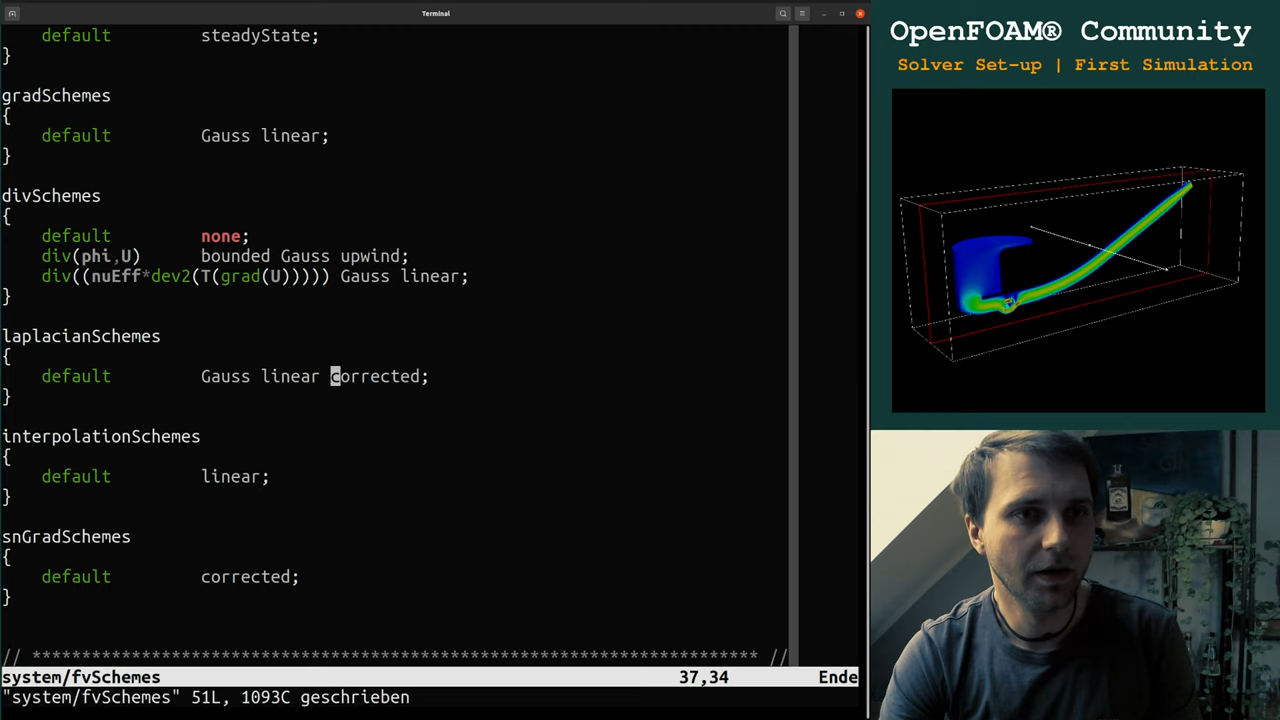 Terminal
default steadyState;
}
gradSchemes
{
default Gauss linear;
}
divSchemes
{
default none;
div(phi,U) bounded Gauss upwind;
div((nuEff*dev2(T(grad(U))))) Gauss linear;
}
laplacianSchemes
{
default Gauss linear corrected;
}
interpolationSchemes
{
default linear;
}
snGradSchemes
{
default corrected;
}
// ************************************************************************* //
system/fvSchemes 37,34 Ende
"system/fvSchemes" 51L, 1093C geschrieben
OpenFOAM® Community
Solver Set-up | First Simulation